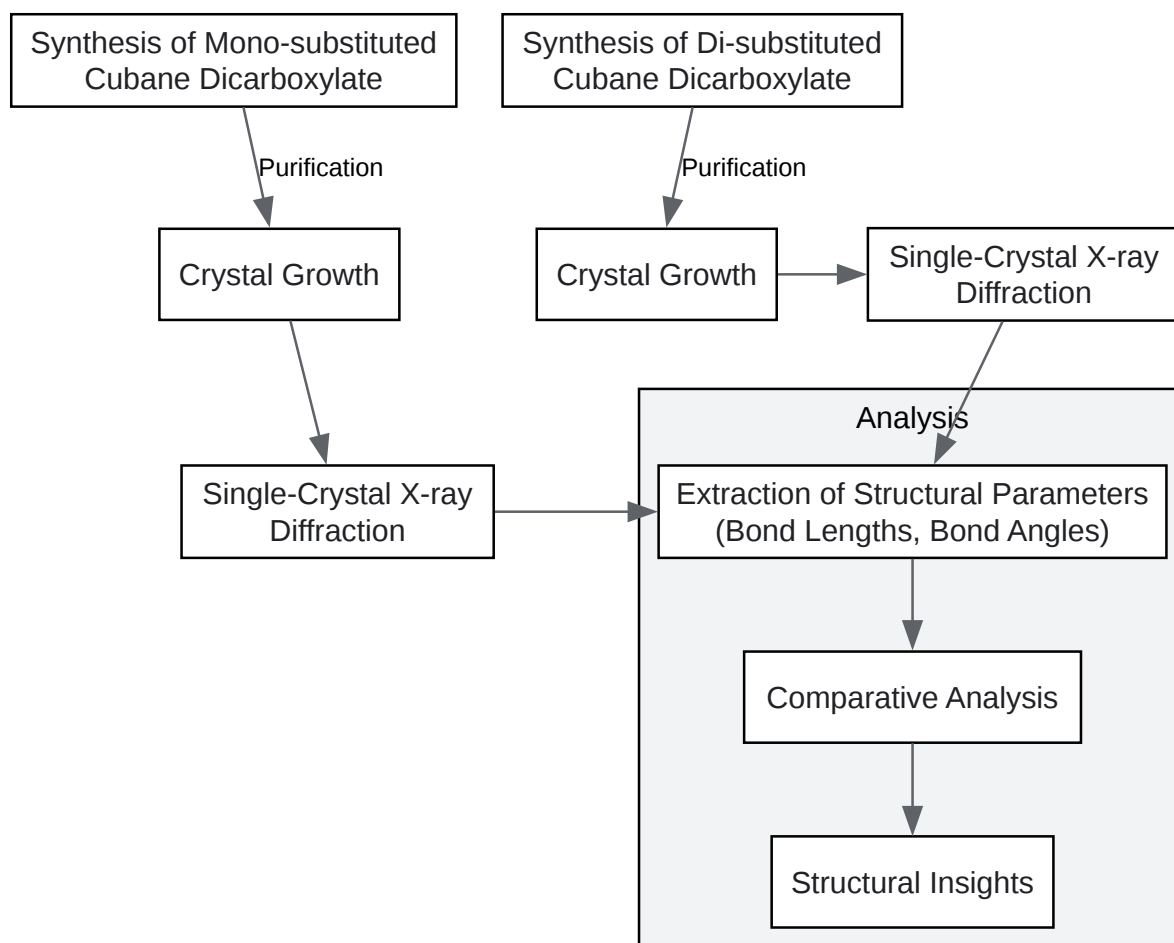 Synthesis of Mono-substituted
Cubane Dicarboxylate
Synthesis of Di-substituted
Cubane Dicarboxylate
Purification
Purification
Crystal Growth
Crystal Growth
Single-Crystal X-ray
Diffraction
Analysis
Single-Crystal X-ray
Diffraction
Extraction of Structural Parameters
(Bond Lengths, Bond Angles)
Comparative Analysis
Structural Insights